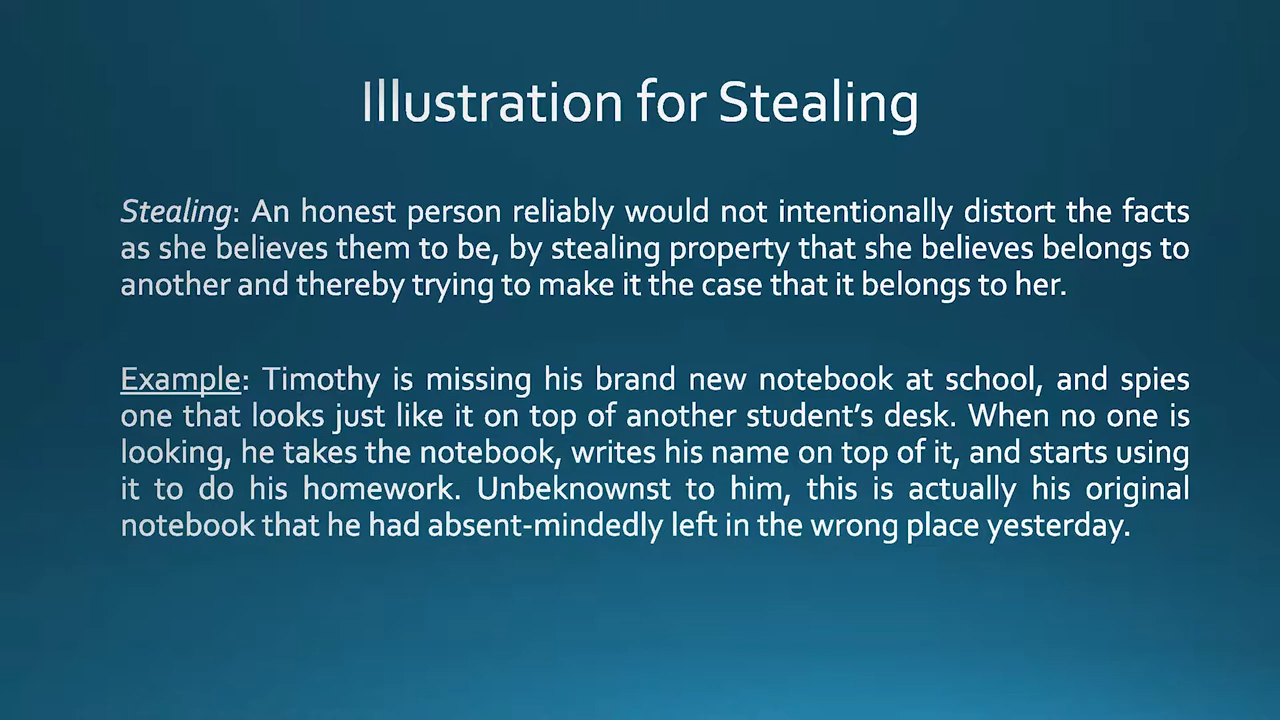 Illustration for Stealing
Stealing: An honest person reliably would not intentionally distort the facts
as she believes them to be, by stealing property that she believes belongs to
another and thereby trying to make it the case that it belongs to her.
Example: Timothy is missing his brand new notebook at school, and spies
one that looks just like it on top of another student’s desk. When no one is
looking, he takes the notebook, writes his name on top of it, and starts using
it to do his homework. Unbeknownst to him, this is actually his original
notebook that he had absent-mindedly left in the wrong place yesterday.